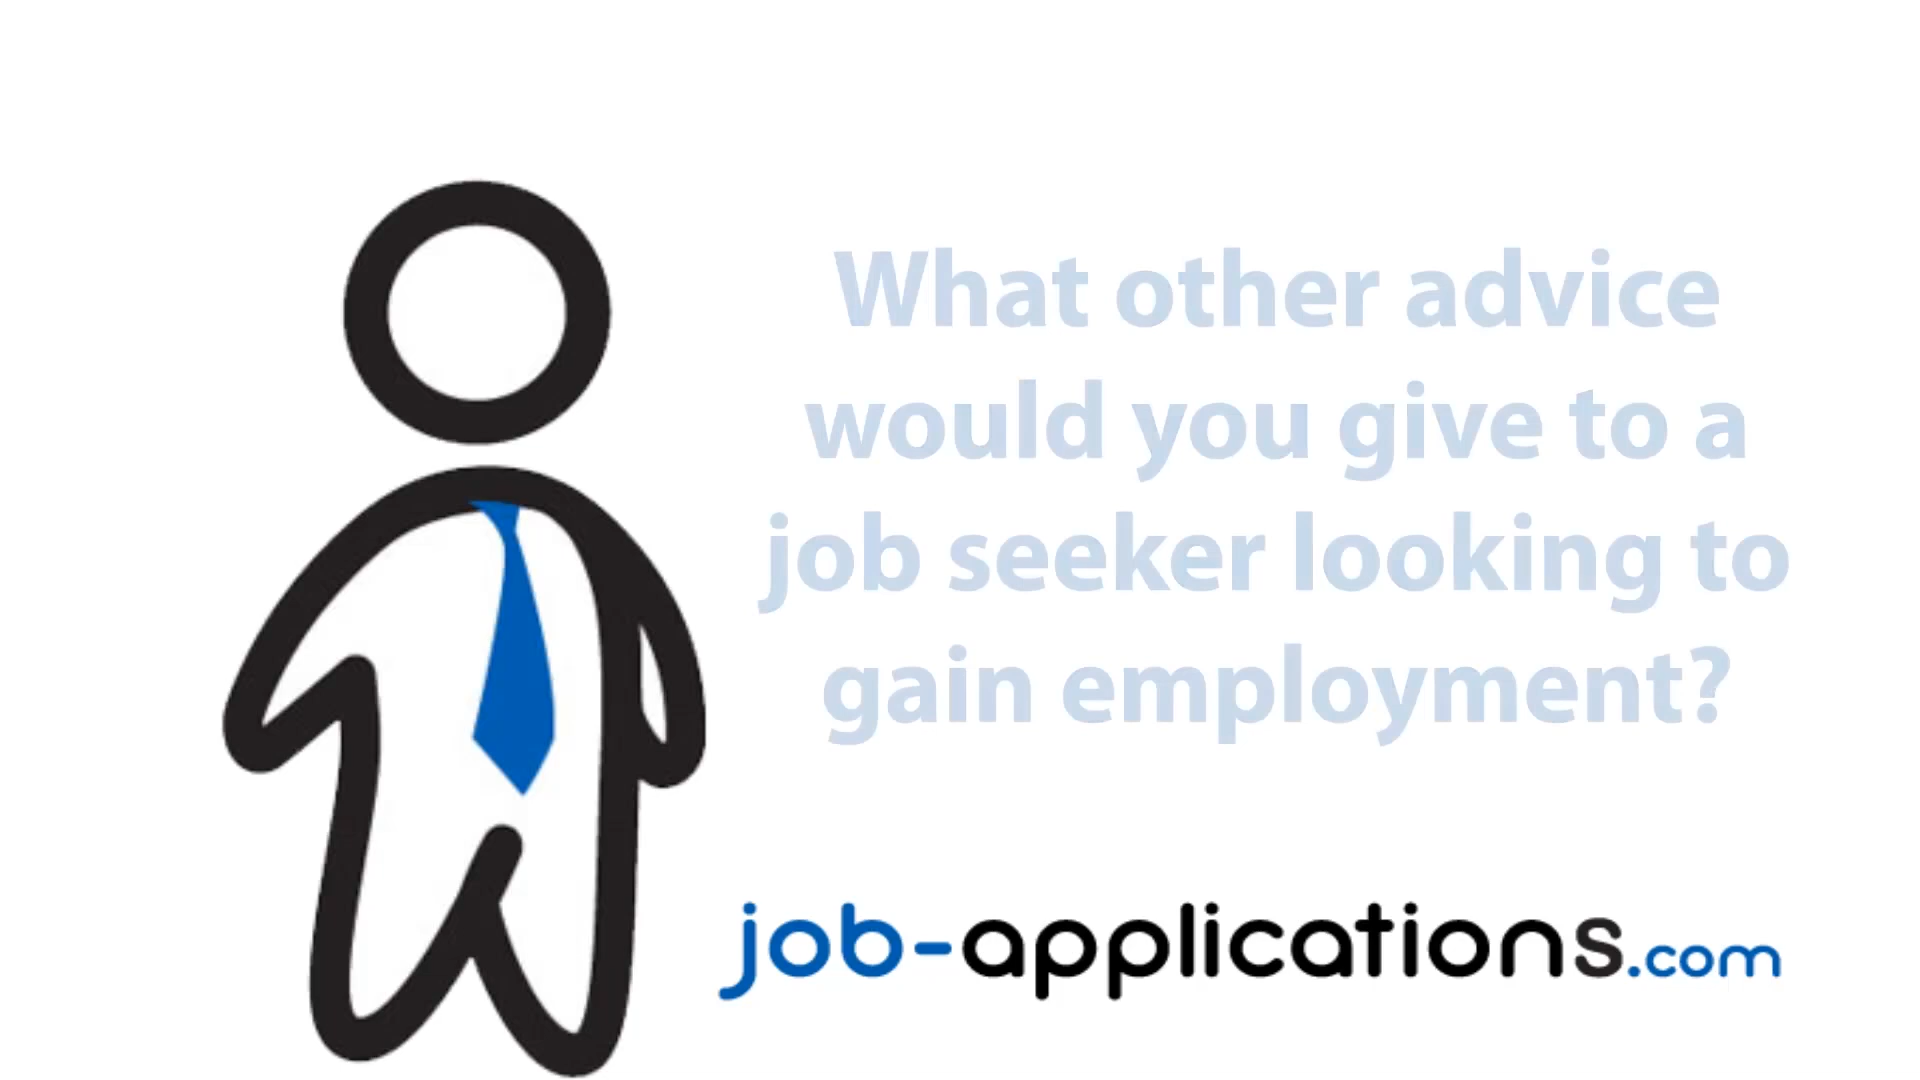 What other advice
would you give to a
job seeker looking to
gain employment?
job-applications.com